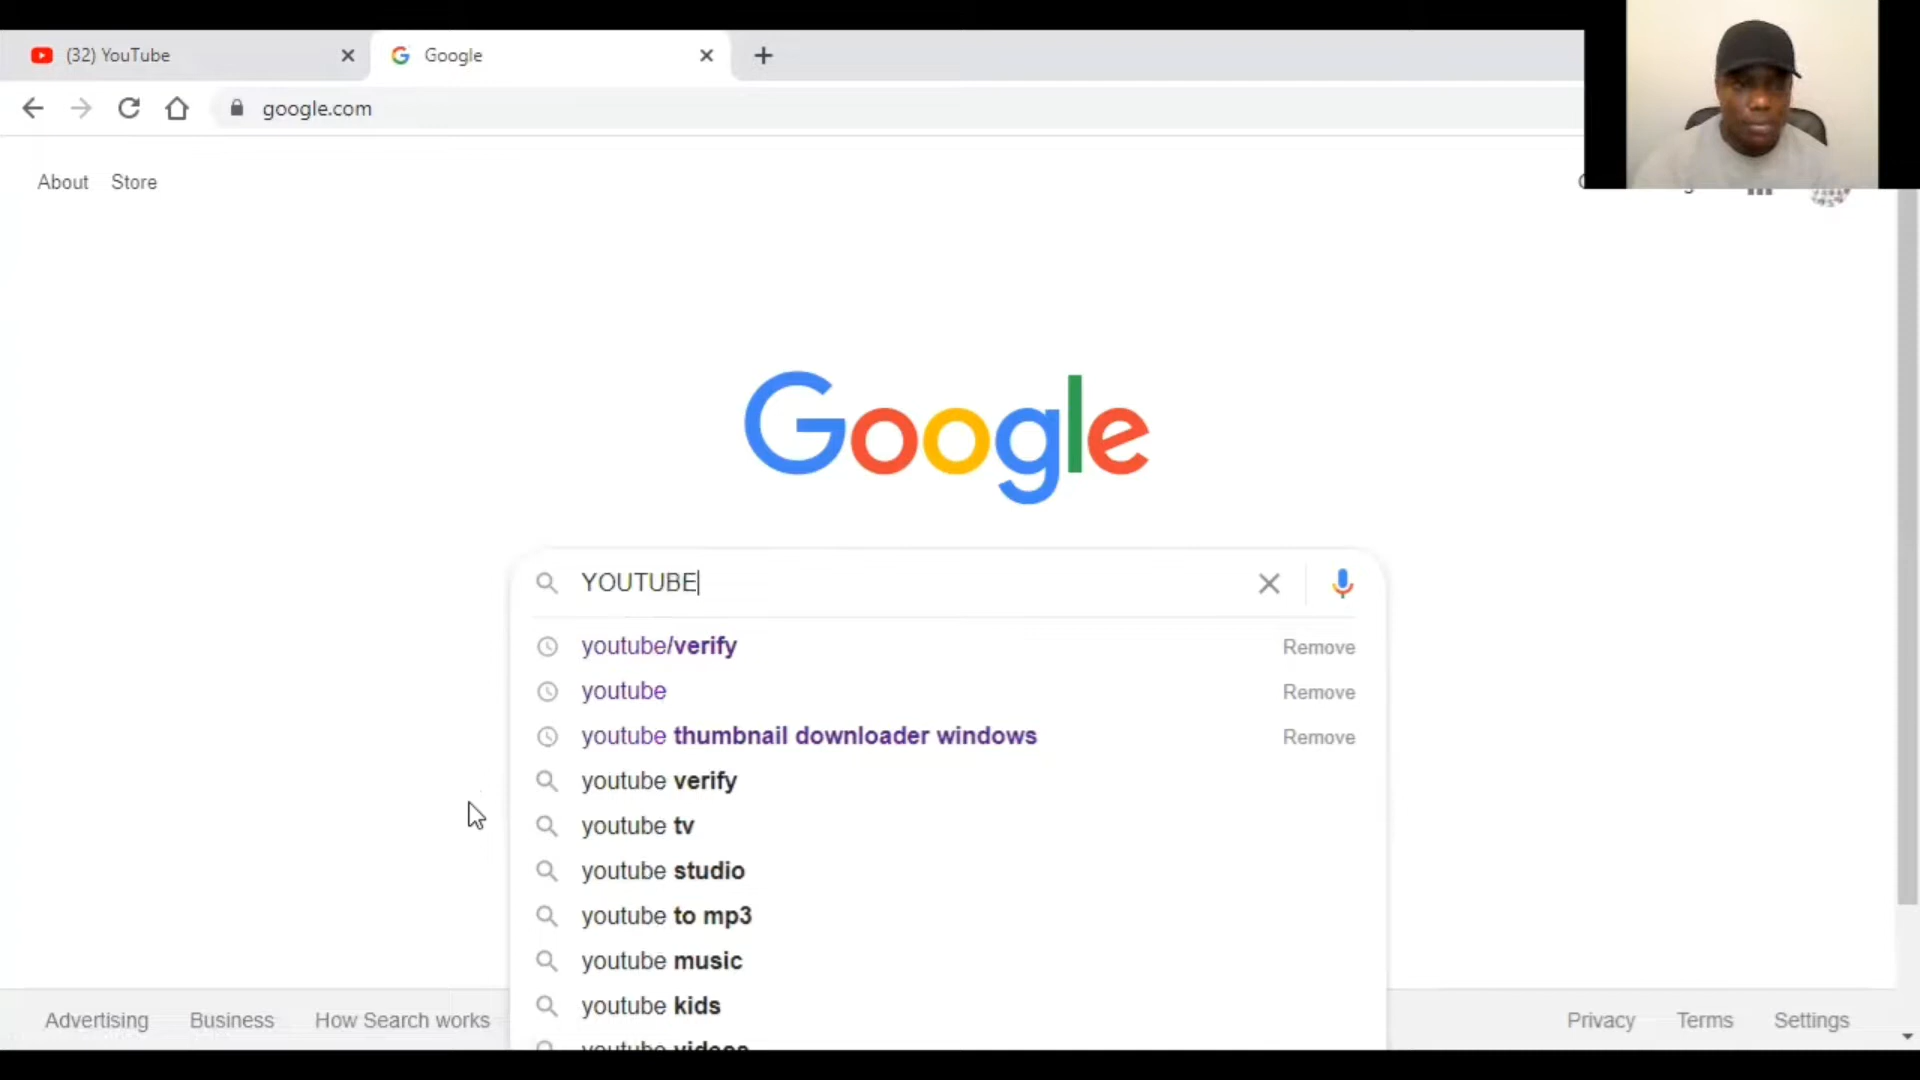 (32) YouTube
Google
google.com
About Store
Google
YOUTUBE
youtube/verify Remove
youtube Remove
youtube thumbnail downloader windows Remove
youtube verify
youtube tv
youtube studio
youtube to mp3
youtube music
youtube kids
youtube videos
Advertising Business How Search works
Privacy Terms Settings